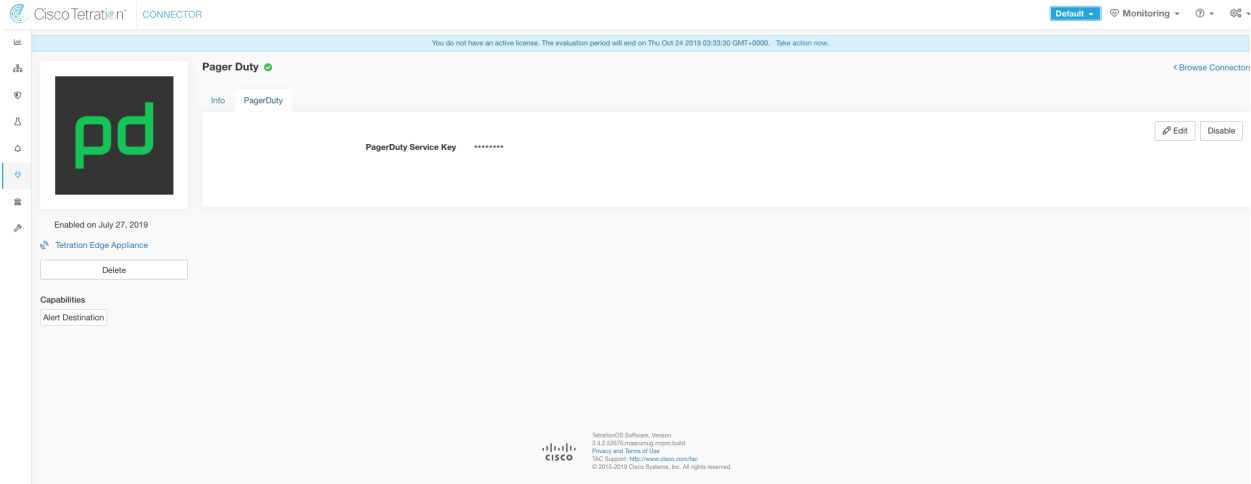 Cisco Tetration™ CONNECTOR Default Monitoring
You do not have an active license. The evaluation period will end on Thu Oct 24 2019 03:33:30 GMT+0000. Take action now.
Pager Duty < Browse Connectors
Info PagerDuty
pd
Edit Disable
PagerDuty Service Key ********
Enabled on July 27, 2019
Tetration Edge Appliance
Delete
Capabilities
Alert Destination
TetrationOS Software, Version
3.4.2.52676.maarumug.mrpm.build
Privacy and Terms of Use
TAC Support: http://www.cisco.com/tac
© 2015-2019 Cisco Systems, Inc. All rights reserved.
CISCO